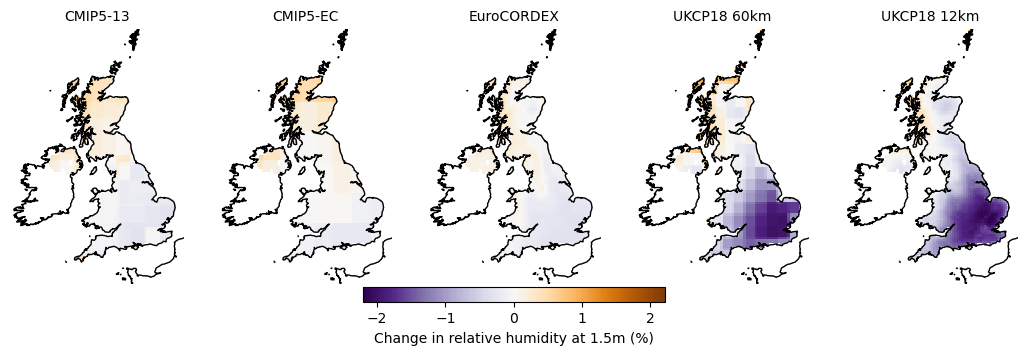 CMIP5-13 CMIP5-EC EuroCORDEX UKCP18 60km UKCP18 12km
−2 −1 0 1 2
Change in relative humidity at 1.5m (%)